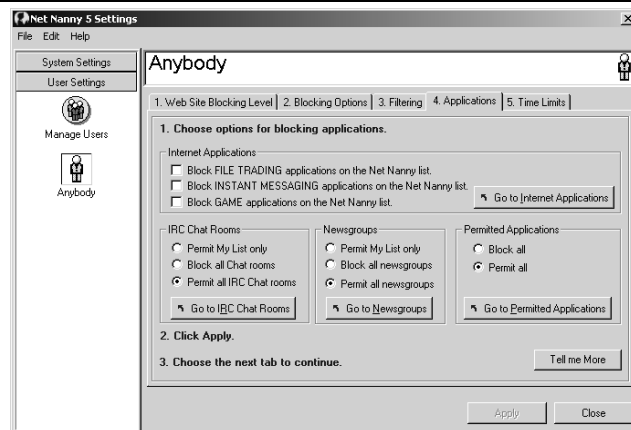 Net Nanny 5 Settings
File Edit Help
System Settings
User Settings
Manage Users
Anybody
Anybody
1. Web Site Blocking Level 2. Blocking Options 3. Filtering 4. Applications 5. Time Limits
1. Choose options for blocking applications.
Internet Applications
Block FILE TRADING applications on the Net Nanny list.
Block INSTANT MESSAGING applications on the Net Nanny list.
Block GAME applications on the Net Nanny list.
Go to Internet Applications
IRC Chat Rooms
Permit My List only
Block all Chat rooms
Permit all IRC Chat rooms
Go to IRC Chat Rooms
Newsgroups
Permit My List only
Block all newsgroups
Permit all newsgroups
Go to Newsgroups
Permitted Applications
Block all
Permit all
Go to Permitted Applications
2. Click Apply.
3. Choose the next tab to continue.
Tell me More
Apply
Close